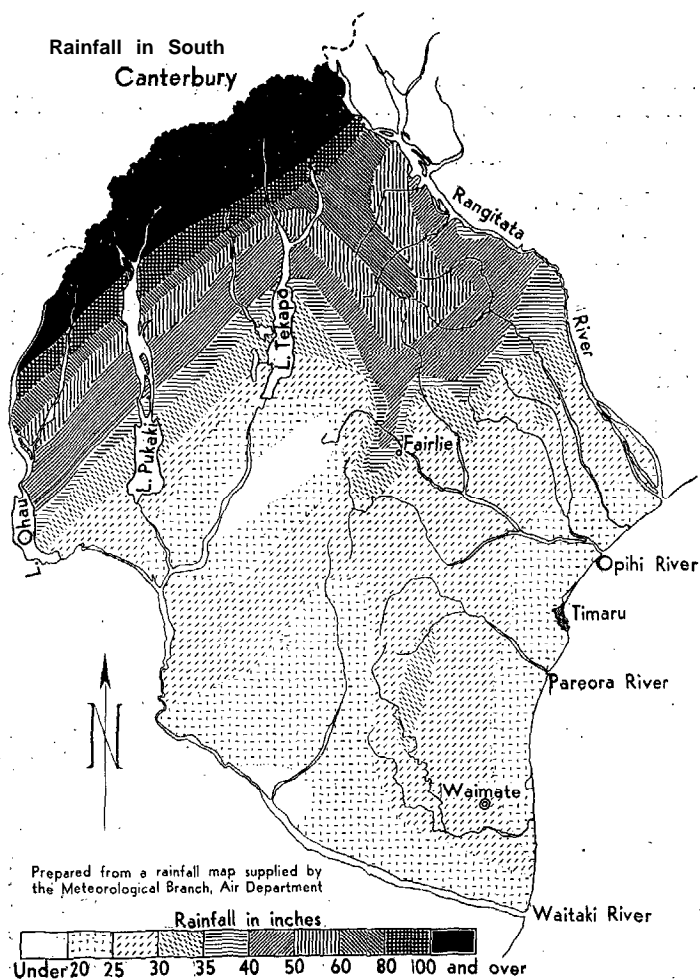 Rainfall in South
Canterbury
Rangitata
River
L. Tekapo
L. Pukaki
L. Ohau
Fairlie
Opihi River
Timaru
Pareora River
N
Waimate
Prepared from a rainfall map supplied by
the Meteorological Branch, Air Department
Waitaki River
Rainfall in inches
Under 20 25 30 35 40 50 60 80 100 and over